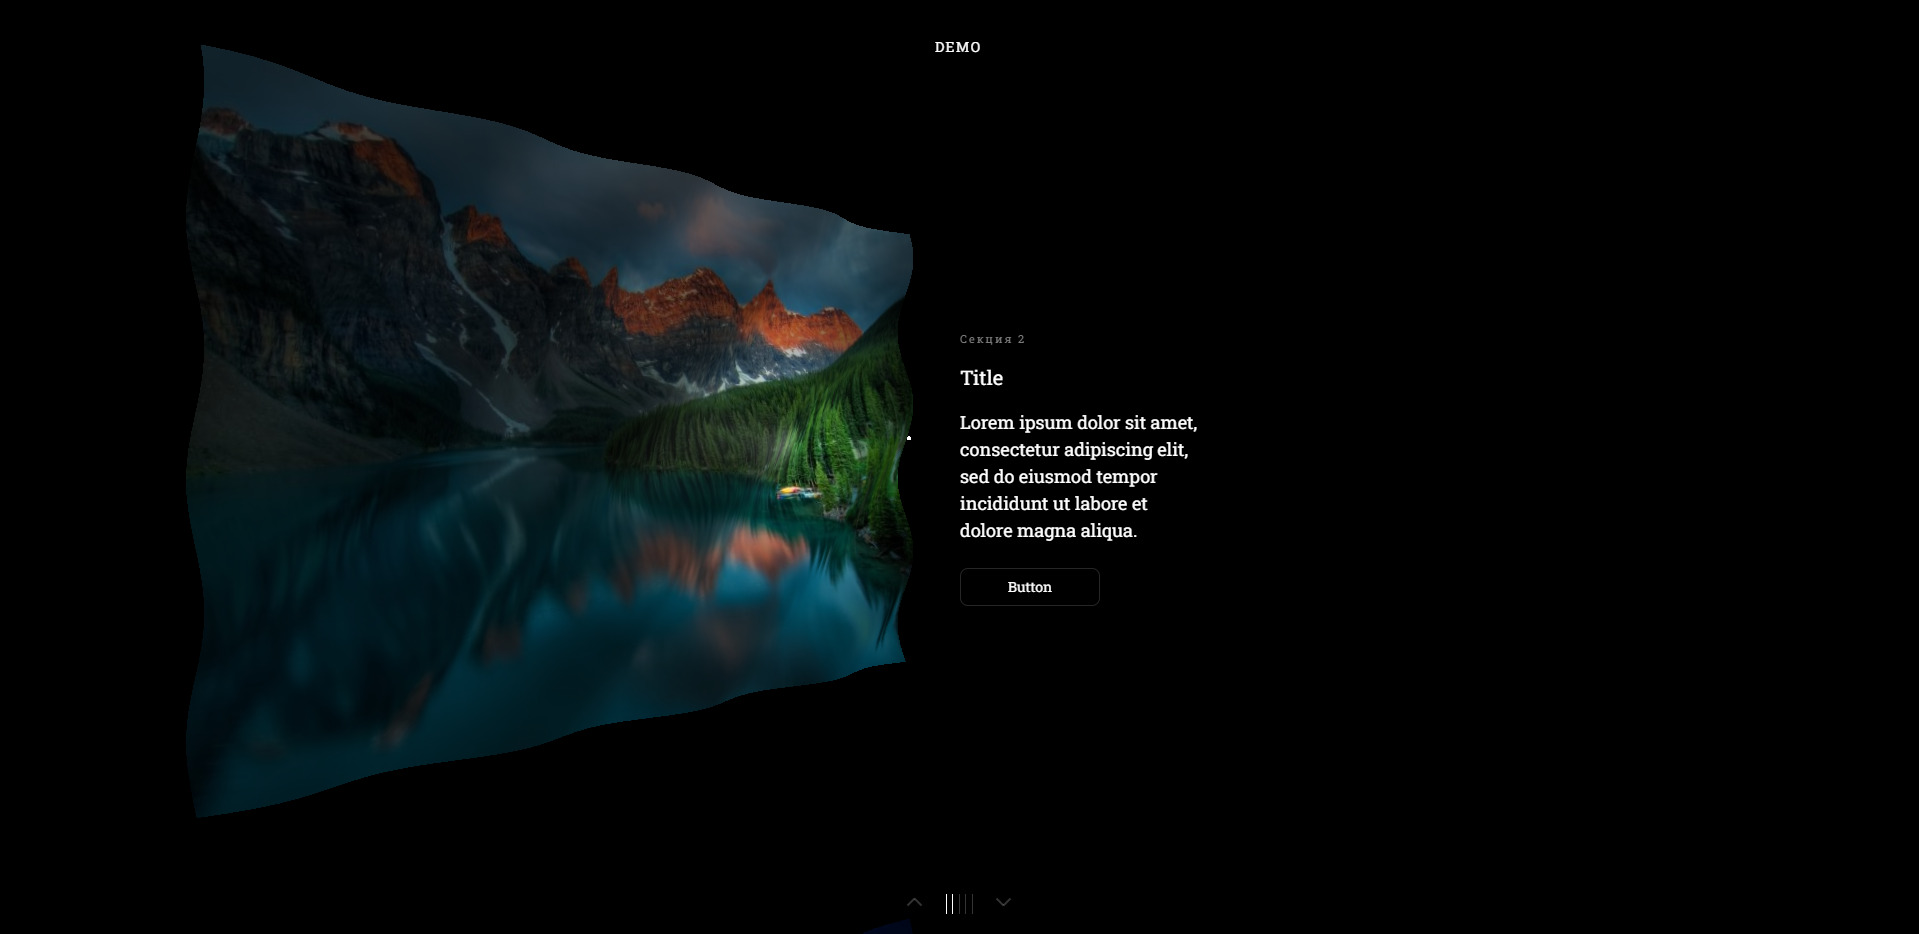 DEMO
Секция 2
Title
Lorem ipsum dolor sit amet,
consectetur adipiscing elit,
sed do eiusmod tempor
incididunt ut labore et
dolore magna aliqua.
Button